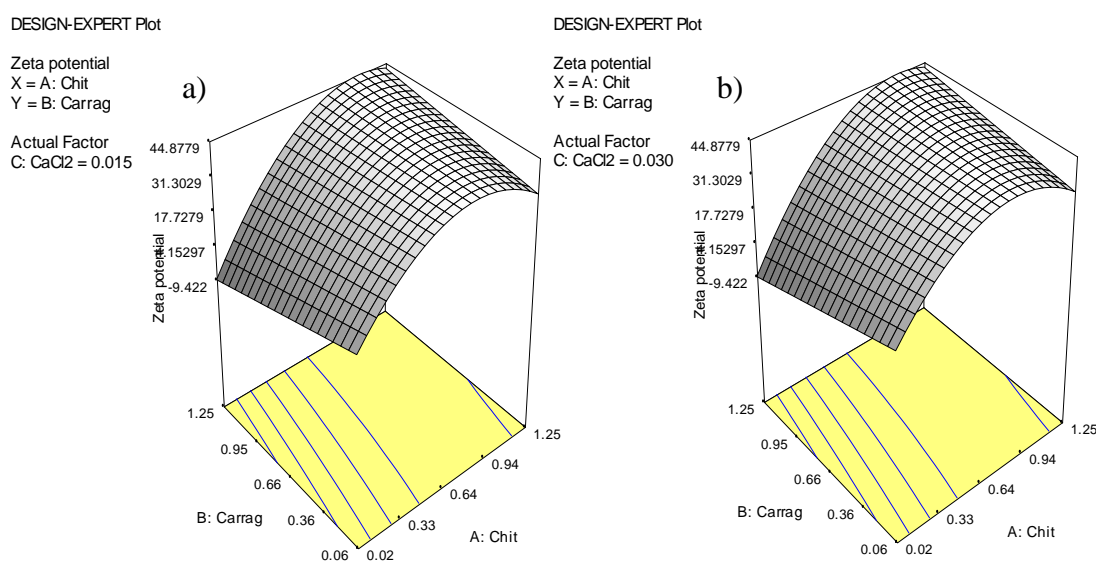 DESIGN-EXPERT Plot
Zeta potential
X = A: Chit
Y = B: Carrag
Actual Factor
C: CaCl2 = 0.015
a)
44.8779
31.3029
17.7279
.15297
-9.422
Zeta potential
1.25
0.95
0.66
0.36
0.06
B: Carrag
0.02
0.33
0.64
0.94
1.25
A: Chit
DESIGN-EXPERT Plot
Zeta potential
X = A: Chit
Y = B: Carrag
Actual Factor
C: CaCl2 = 0.030
b)
44.8779
31.3029
17.7279
.15297
-9.422
Zeta potential
1.25
0.95
0.66
0.36
0.06
B: Carrag
0.02
0.33
0.64
0.94
1.25
A: Chit